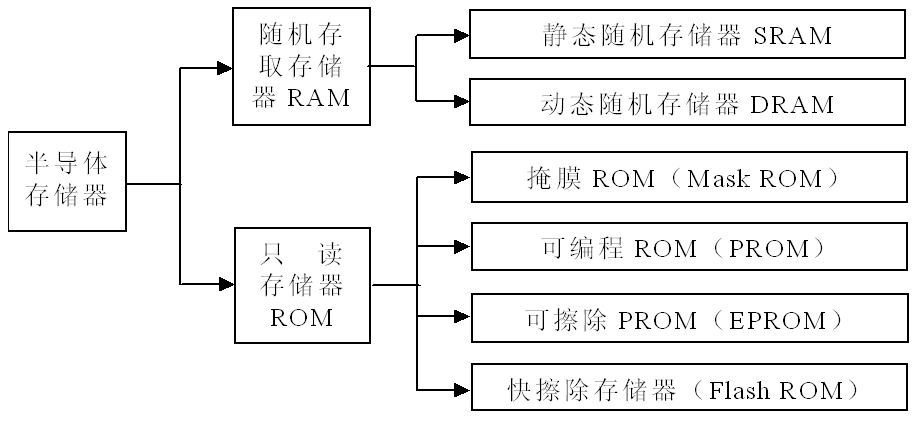 半导体
存储器
随机存
取存储
器 RAM
静态随机存储器 SRAM
动态随机存储器 DRAM
只 读
存储器
ROM
掩膜 ROM（Mask ROM）
可编程 ROM（PROM）
可擦除 PROM（EPROM）
快擦除存储器（Flash ROM）